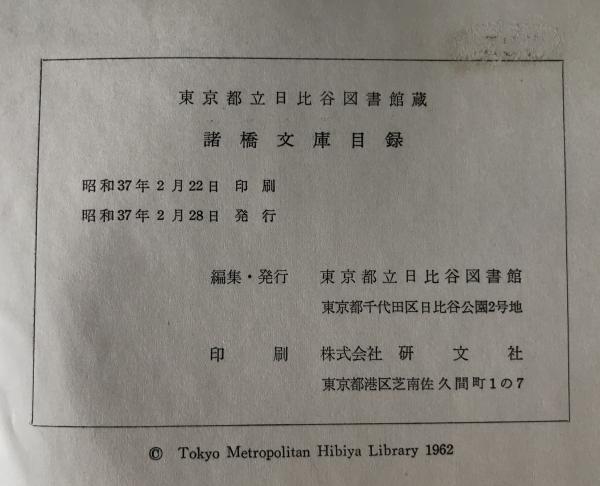 東京都立日比谷図書館蔵
諸橋文庫目録
昭和37年2月22日 印刷
昭和37年2月28日 発行
編集・発行 東京都立日比谷図書館
東京都千代田区日比谷公園2号地
印刷 株式会社 研文社
東京都港区芝南佐久間町1の7
© Tokyo Metropolitan Hibiya Library 1962